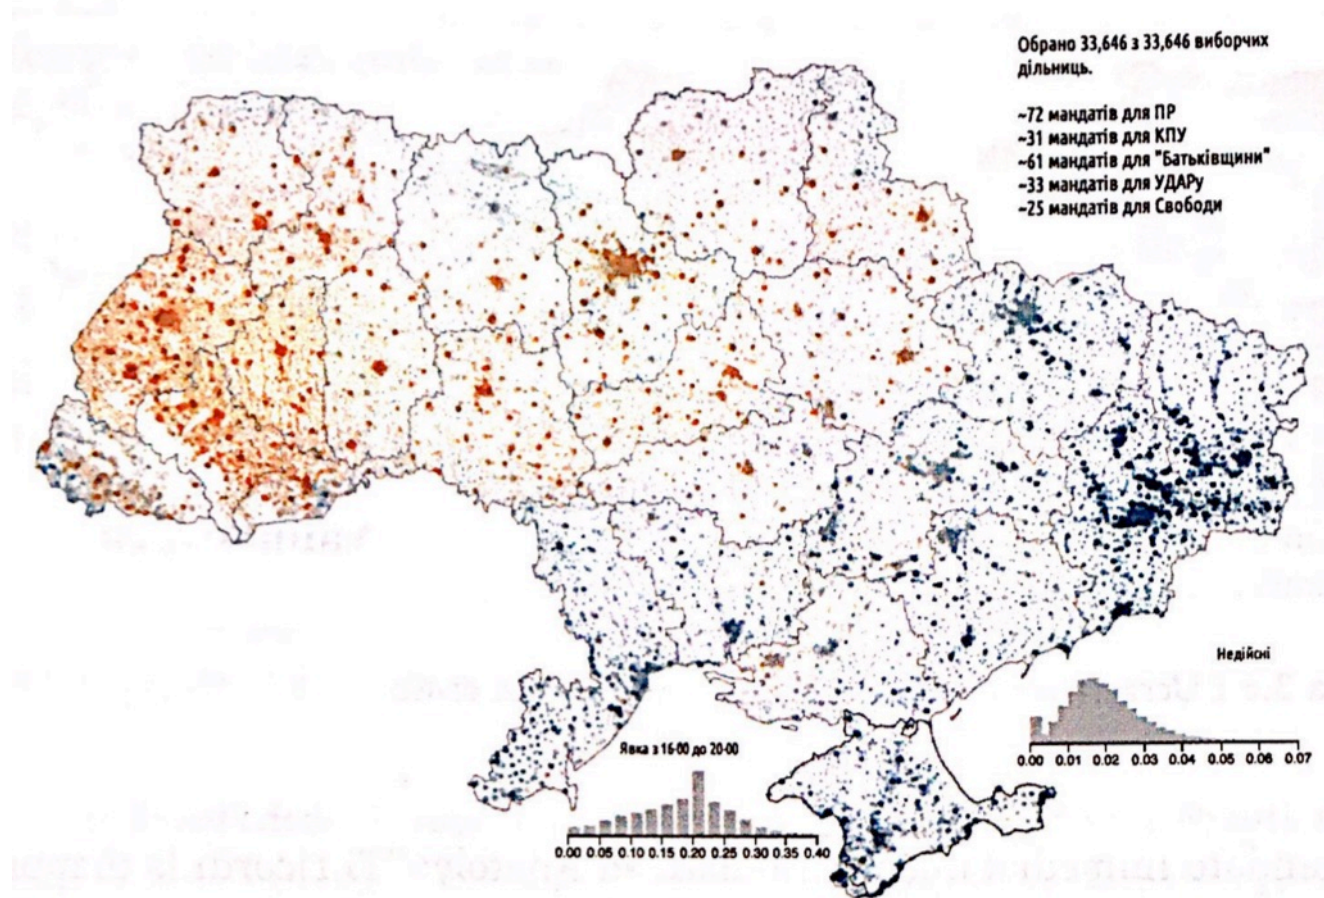 Обрано 33,646 з 33,646 виборчих
дільниць.
~72 мандатів для ПР
~31 мандатів для КПУ
~61 мандатів для "Батьківщини"
~33 мандатів для УДАРу
~25 мандатів для Свободи
Недійсні
0.00 0.01 0.02 0.03 0.04 0.05 0.06 0.07
Явка з 16-00 до 20-00
0.00 0.05 0.10 0.15 0.20 0.25 0.30 0.35 0.40